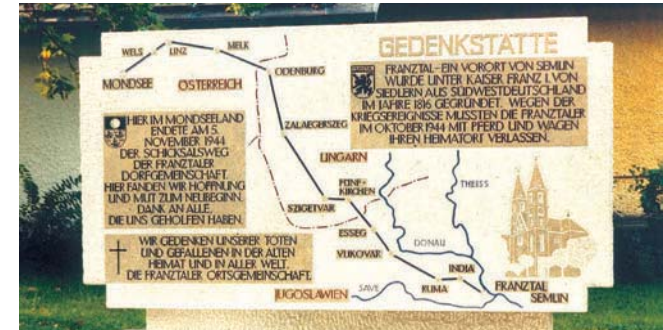 GEDENKSTÄTTE
FRANZTAL-EIN VORORT VON SEMLIN
WURDE UNTER KAISER FRANZ I. VON
SIEDLERN AUS SÜDWESTDEUTSCHLAND
IM JAHRE 1816 GEGRÜNDET. WEGEN DER
KRIEGSEREIGNISSE MUSSTEN DIE FRANZTALER
IM OKTOBER 1944 MIT PFERD UND WAGEN
IHREN HEIMATORT VERLASSEN.
WELS
LINZ
MELK
MONDSEE
ÖSTERREICH
ÖDENBURG
ZALAEGERSZEG
HIER IM MONDSEELAND
ENDETE AM 5.
NOVEMBER 1944
DER SCHICKSALSWEG
DER FRANZTALER
DORFGEMEINSCHAFT.
HIER FANDEN WIR HOFFNUNG
UND MUT ZUM NEUBEGINN.
DANK AN ALLE,
DIE UNS GEHOLFEN HABEN.
UNGARN
FÜNF-
KIRCHEN
THEISS
SZIGETVAR
ESSEG
DONAU
VUKOVAR
INDIA
RUMA
FRANZTAL
SEMLIN
SAVE
JUGOSLAWIEN
WIR GEDENKEN UNSERER TOTEN
UND GEFALLENEN IN DER ALTEN
HEIMAT UND IN ALLER WELT.
DIE FRANZTALER ORTSGEMEINSCHAFT.